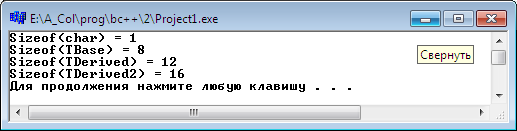 E:\A_Col\prog\bc++\2\Project1.exe
Sizeof(char) = 1
Sizeof(TBase) = 8
Sizeof(TDerived) = 12
Sizeof(TDerived2) = 16
Для продолжения нажмите любую клавишу . . .
Свернуть